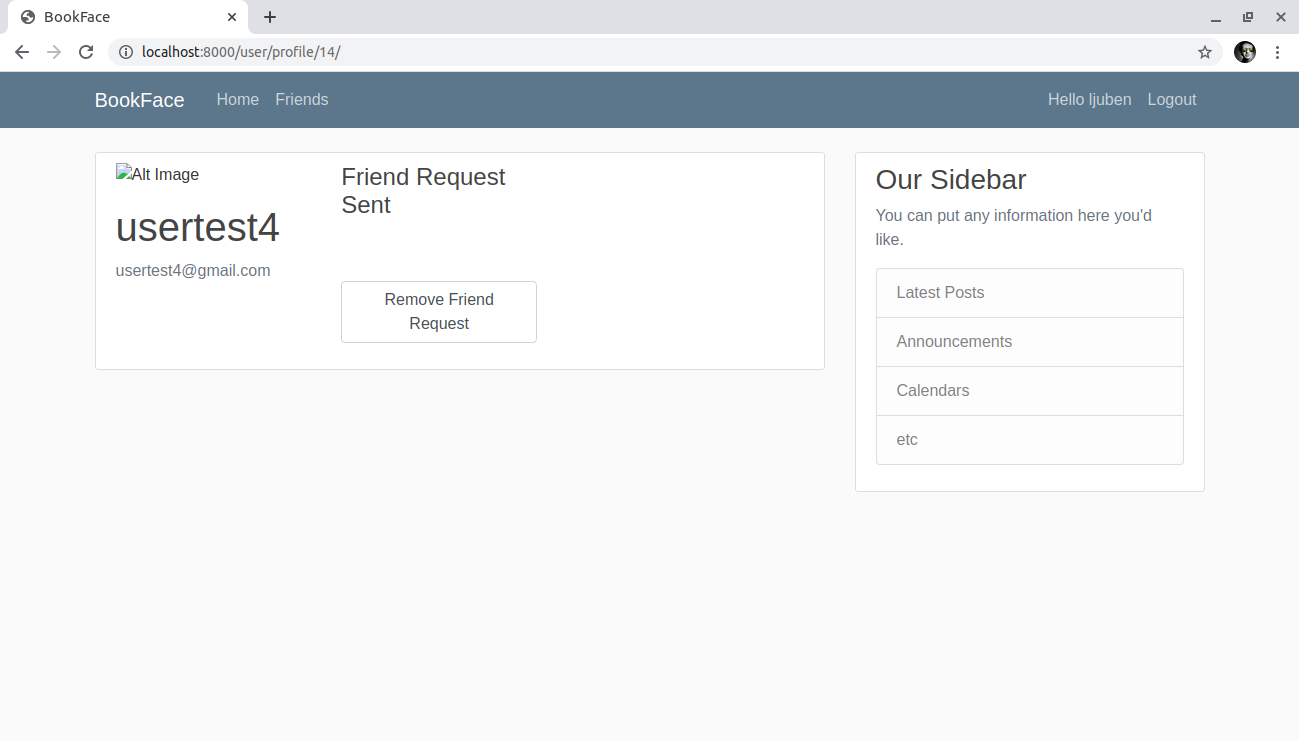 BookFace
localhost:8000/user/profile/14/
BookFace Home Friends Hello ljuben Logout
Alt Image
usertest4
usertest4@gmail.com
Friend Request
Sent
Remove Friend
Request
Our Sidebar
You can put any information here you'd
like.
Latest Posts
Announcements
Calendars
etc